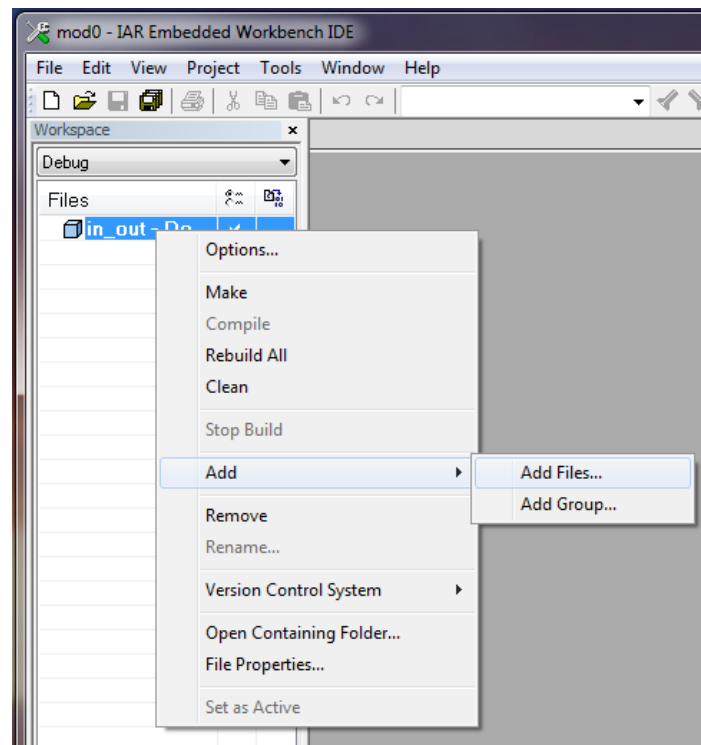 mod0 - IAR Embedded Workbench IDE
File Edit View Project Tools Window Help
Workspace
Debug
Files
in_out - De
Options...
Make
Compile
Rebuild All
Clean
Stop Build
Add
Add Files...
Add Group...
Remove
Rename...
Version Control System
Open Containing Folder...
File Properties...
Set as Active